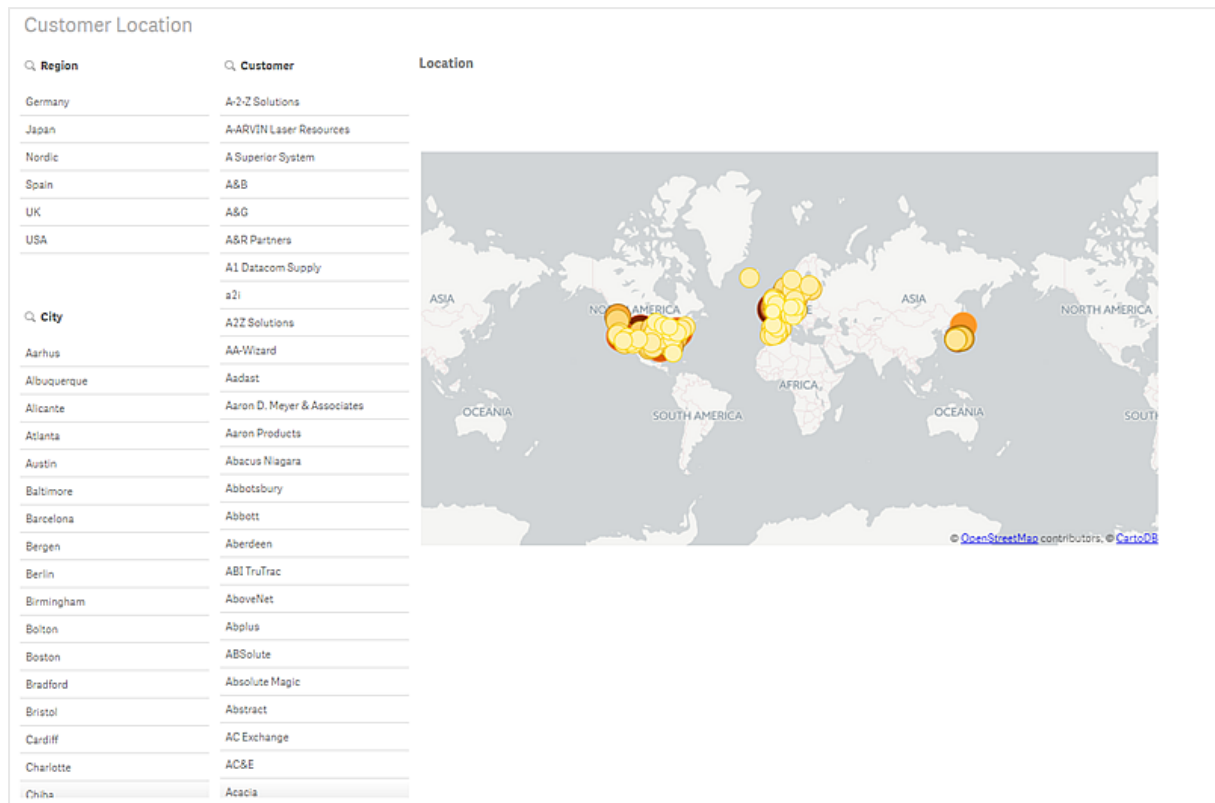 Customer Location
Region
Germany
Japan
Nordic
Spain
UK
USA
City
Aarhus
Albuquerque
Alicante
Atlanta
Austin
Baltimore
Barcelona
Bergen
Berlin
Birmingham
Bolton
Boston
Bradford
Bristol
Cardiff
Charlotte
Chiba
Customer
A-2-Z Solutions
A-ARVIN Laser Resources
A Superior System
A&B
A&G
A&R Partners
A1 Datacom Supply
a2i
A2Z Solutions
AA-Wizard
Aadast
Aaron D. Meyer & Associates
Aaron Products
Abacus Niagara
Abbotsbury
Abbott
Aberdeen
ABI TruTrac
AboveNet
Abplus
ABSolute
Absolute Magic
Abstract
AC Exchange
AC&E
Acacia
Location
ASIA
AMERICA
ASIA
NORTH AMERICA
AFRICA
OCEANIA
SOUTH AMERICA
OCEANIA
SOUTH
© OpenStreetMap contributors, © CartoDB